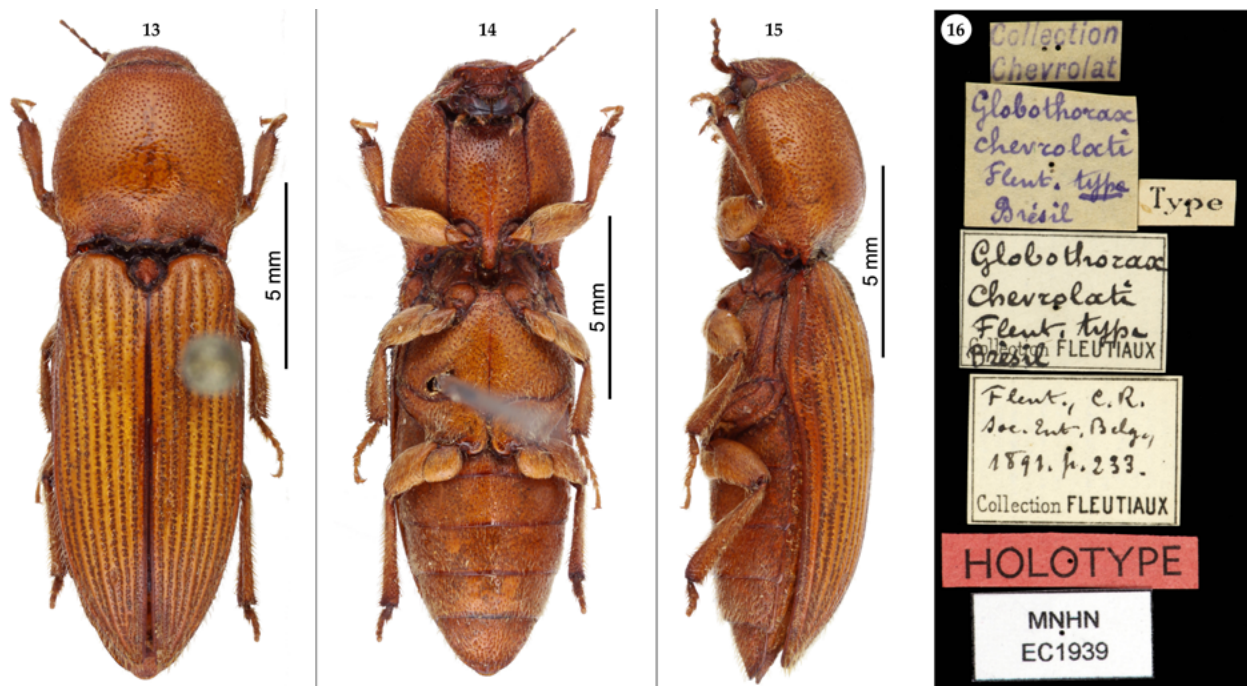 13
5 mm
14
5 mm
15
5 mm
16
Collection
Chevrolat
Globothorax
chevrolati
Fleut. type
Brésil
Type
Globothorax
Chevrolati
Fleut. type
Brésil
Collection FLEUTIAUX
Fleut., C. R.
Soc. Ent. Belg.,
1891. p. 233.
Collection FLEUTIAUX
HOLOTYPE
MNHN
EC1939